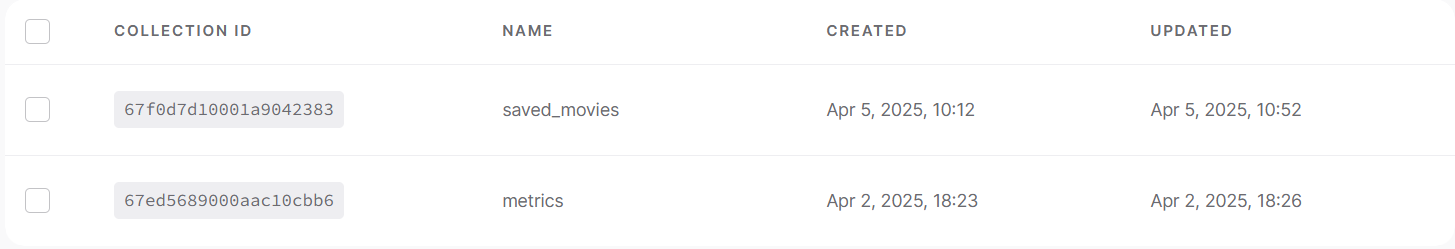 COLLECTION ID NAME CREATED UPDATED
67f0d7d10001a9042383 saved_movies Apr 5, 2025, 10:12 Apr 5, 2025, 10:52
67ed5689000aac10cbb6 metrics Apr 2, 2025, 18:23 Apr 2, 2025, 18:26